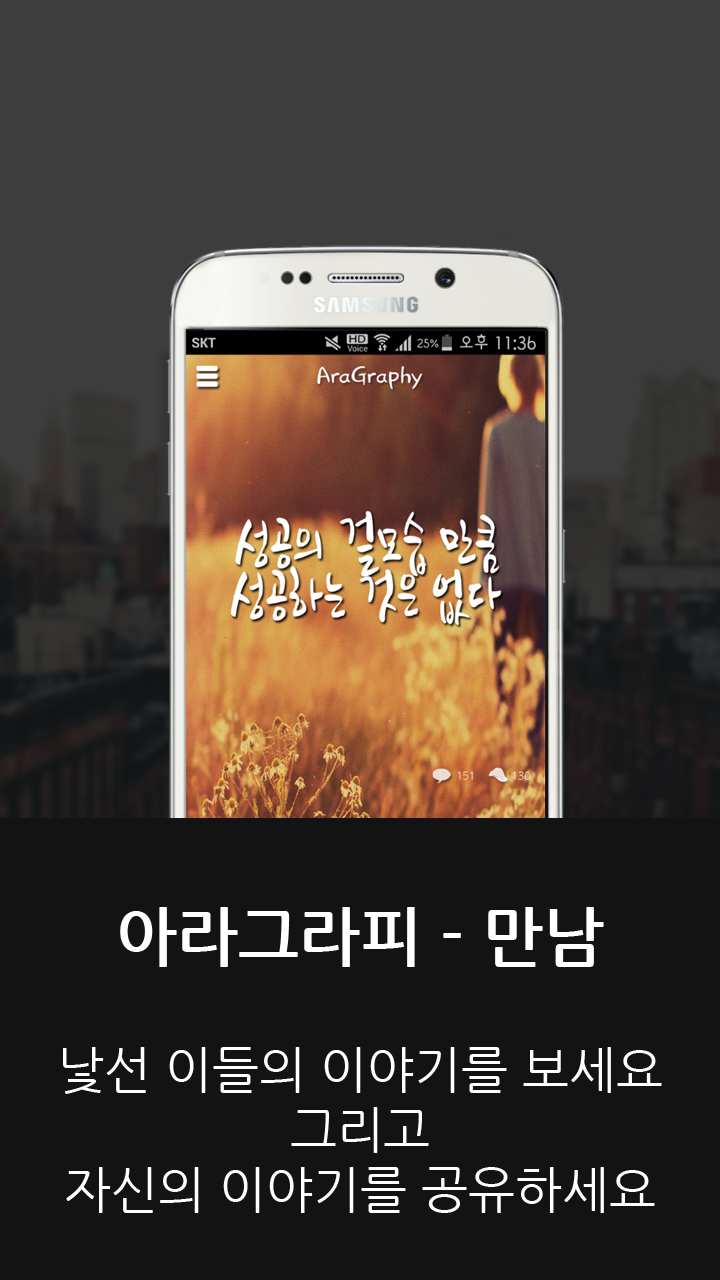 SAMSUNG
SKT HD Voice 25% 오후 11:36
AraGraphy
성공의 겉모습 만큼
성공하는 것은 없다
151 130
아라그라피 - 만남
낯선 이들의 이야기를 보세요
그리고
자신의 이야기를 공유하세요